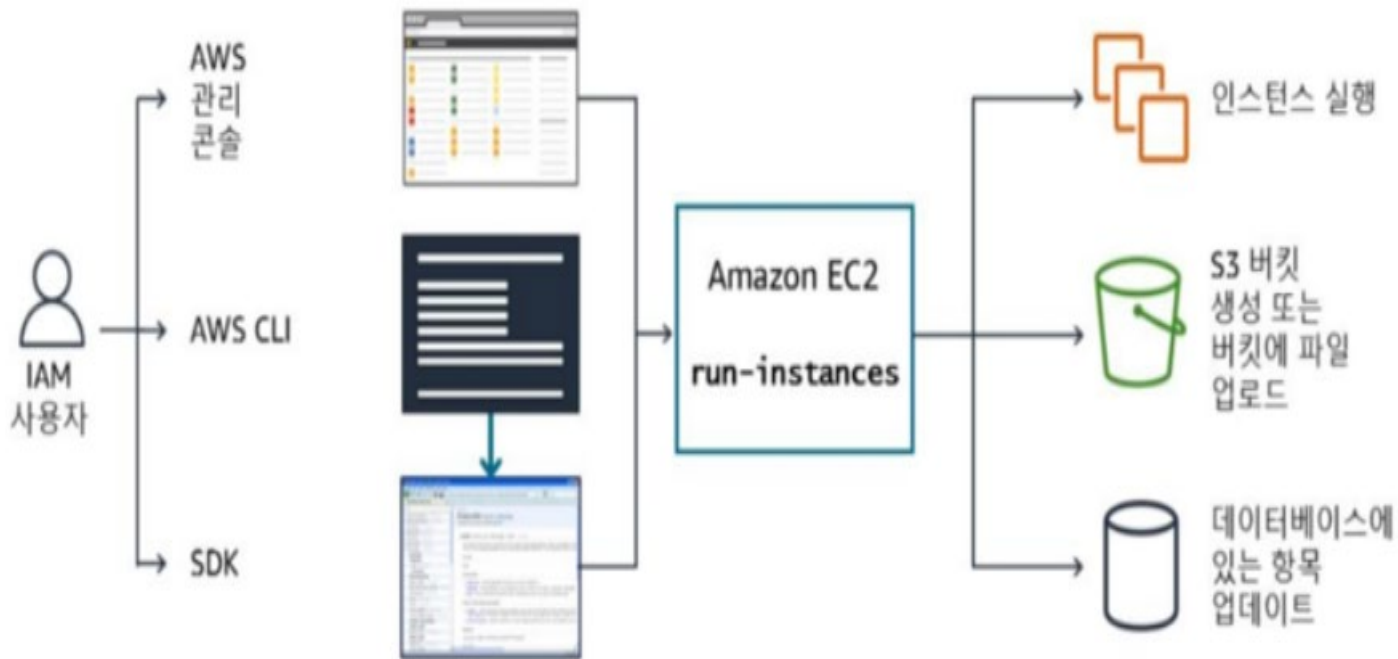 AWS
관리
콘솔
IAM
사용자
AWS CLI
SDK
Amazon EC2
run-instances
인스턴스 실행
S3 버킷
생성 또는
버킷에 파일
업로드
데이터베이스에
있는 항목
업데이트